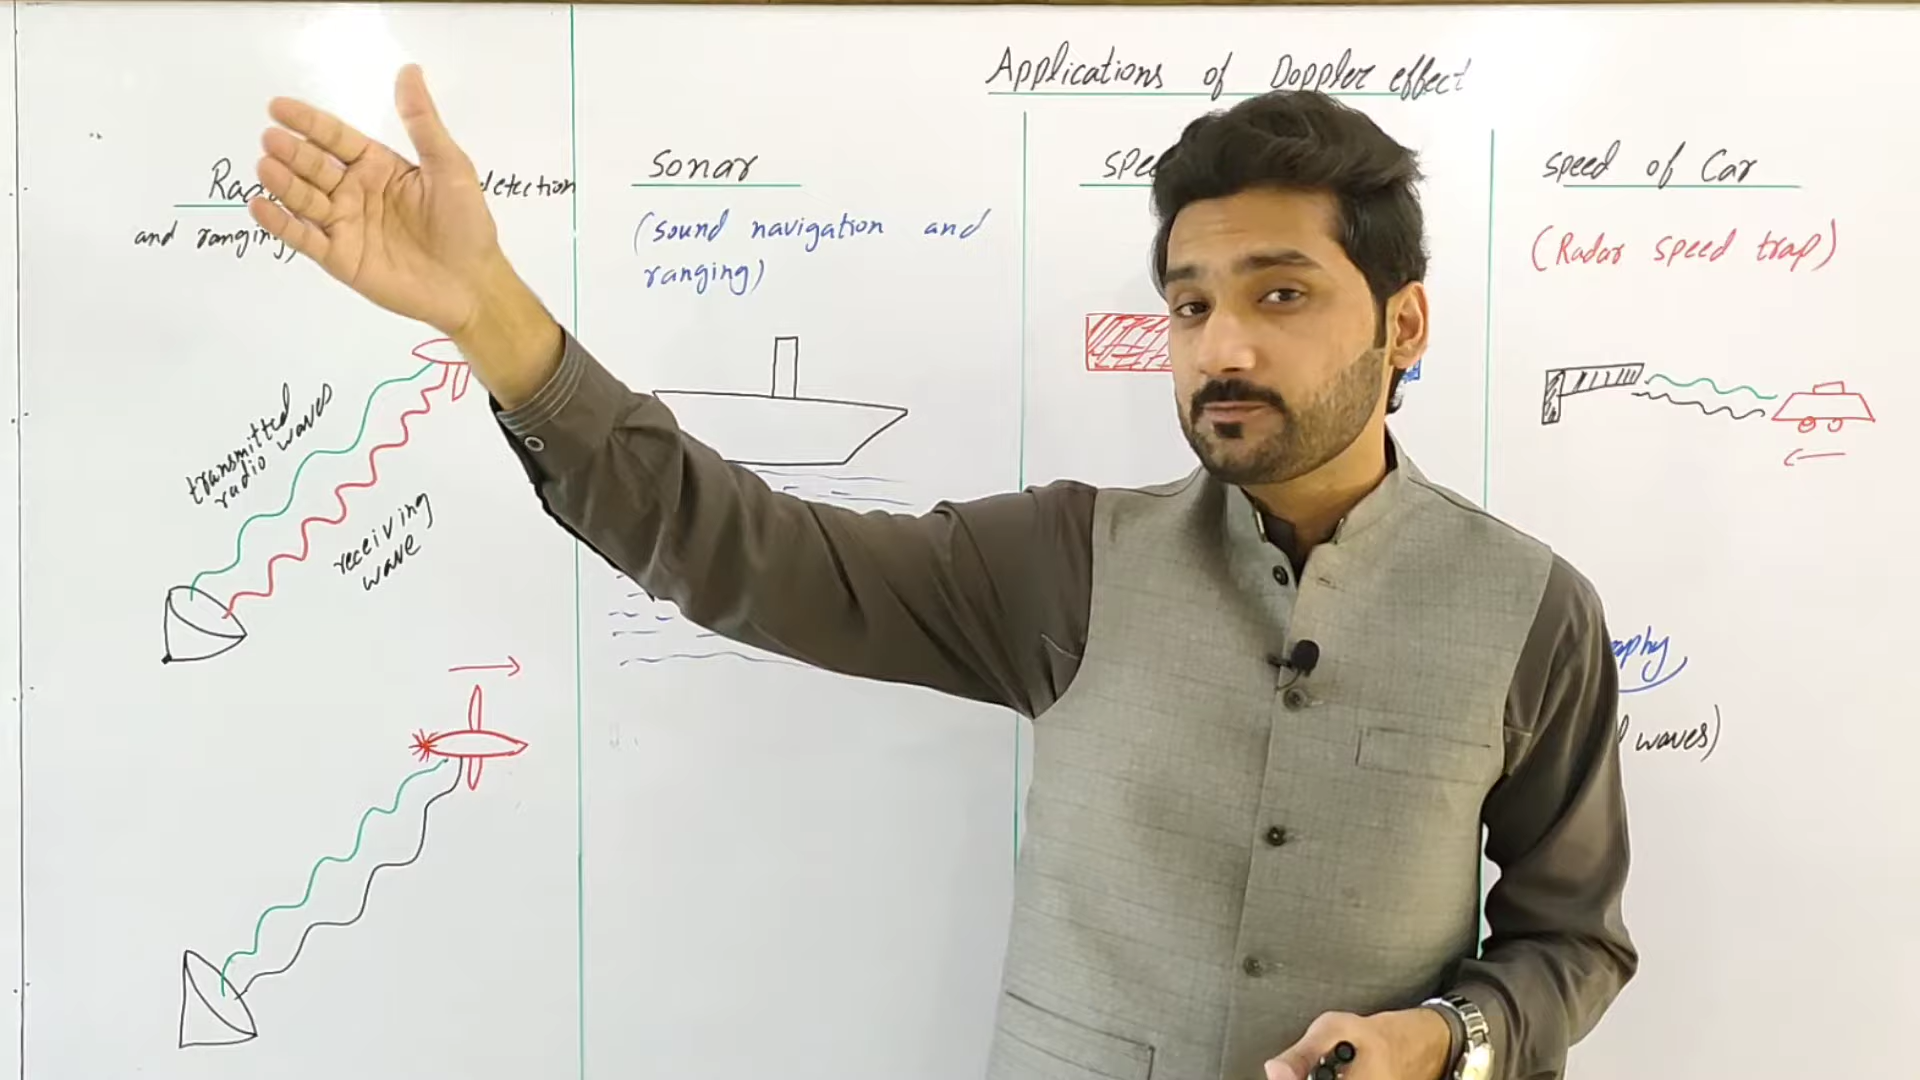 Applications of Doppler effect
detection
and ranging)
transmitted
radio waves
receiving
wave
Sonar
(sound navigation and
ranging)
speed of Car
(Radar speed trap)
waves)